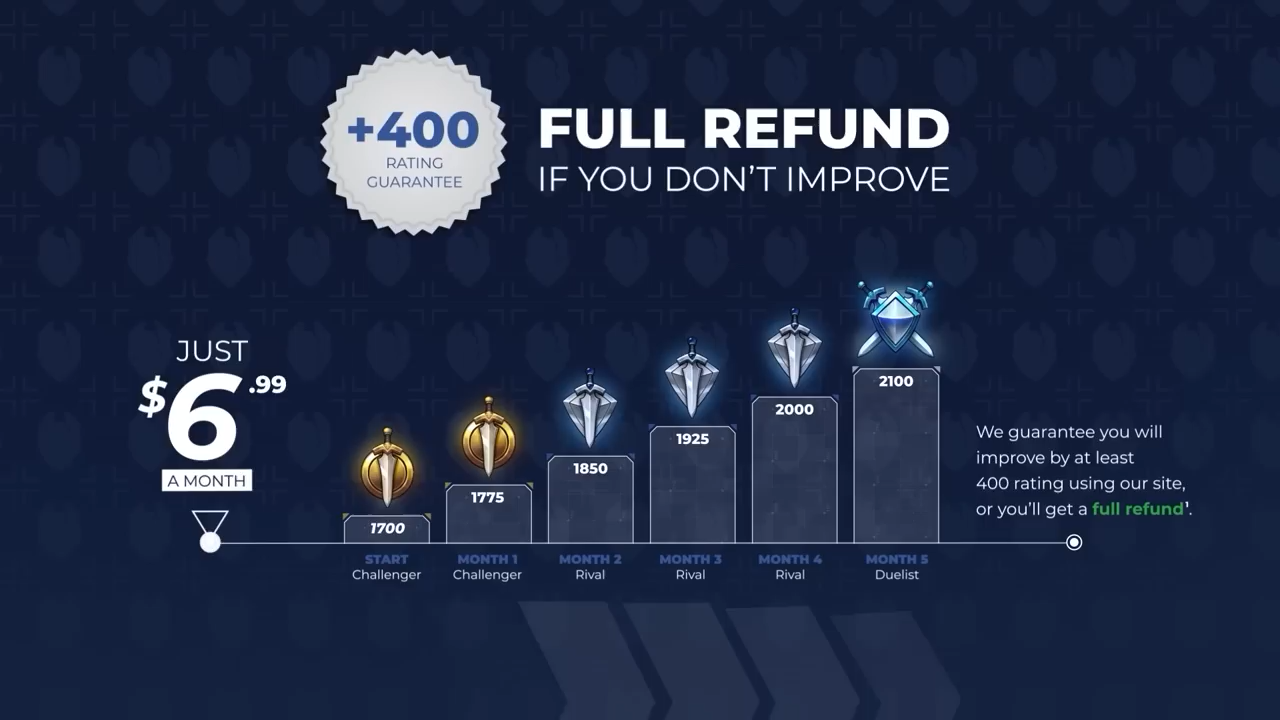 +400
RATING
GUARANTEE
FULL REFUND
IF YOU DON'T IMPROVE
JUST
$6.99
A MONTH
1700
1775
1850
1925
2000
2100
START
Challenger
MONTH 1
Challenger
MONTH 2
Rival
MONTH 3
Rival
MONTH 4
Rival
MONTH 5
Duelist
We guarantee you will
improve by at least
400 rating using our site,
or you'll get a full refund¹.